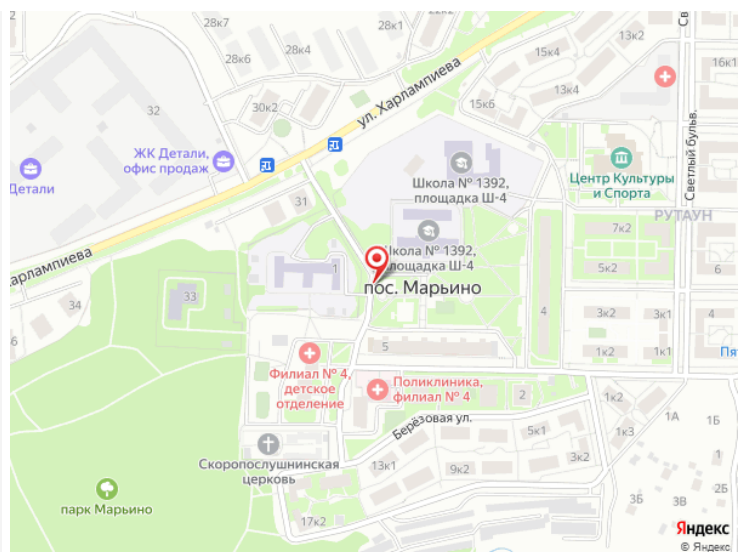 28к7
28к2
28к4
28к1
28к6
32
30к2
ул. Харлампиева
15к4
13к4
15к6
16к1
Светлый бульв.
Детали
ЖК Детали,
офис продаж
Школа № 1392,
площадка Ш-4
Центр Культуры
и Спорта
31
7к2
РУТАУН
Школа № 1392,
площадка Ш-4
5к2
6
Харлампиева
1
33
34
пос. Марьино
4
3к2
3к1
4
5
1к2
1к1
Филиал № 4,
детское
отделение
Поликлиника,
филиал № 4
2
1к2
1А
1Б
Берёзовая ул.
5к1
1к3
Скоропослушнинская
церковь
13к1
9к2
3к2
3Б
3В
парк Марьино
17к2
Яндекс
© Яндекс